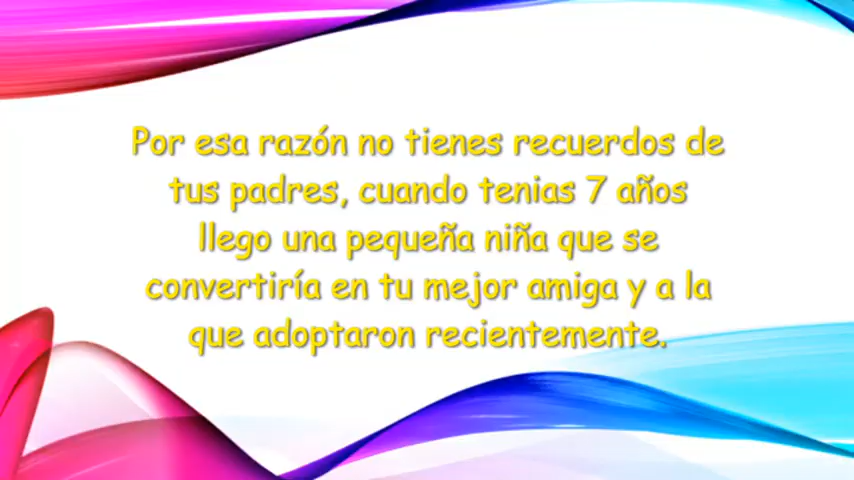 Por esa razón no tienes recuerdos de
tus padres, cuando tenias 7 años
llego una pequeña niña que se
convertiría en tu mejor amiga y a la
que adoptaron recientemente.